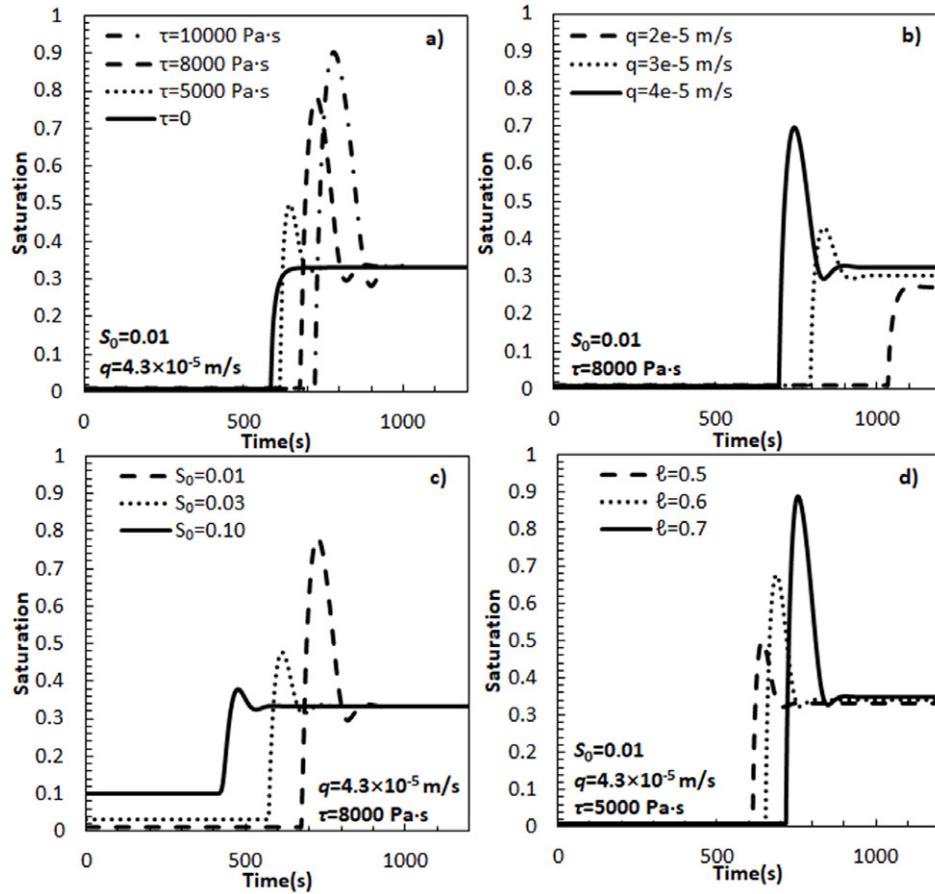 a)
τ=10000 Pa·s
τ=8000 Pa·s
τ=5000 Pa·s
τ=0
S₀=0.01
q=4.3×10⁻⁵ m/s
Saturation
1
0.9
0.8
0.7
0.6
0.5
0.4
0.3
0.2
0.1
0
0 500 1000
Time(s)
b)
q=2e-5 m/s
q=3e-5 m/s
q=4e-5 m/s
S₀=0.01
τ=8000 Pa·s
Saturation
1
0.9
0.8
0.7
0.6
0.5
0.4
0.3
0.2
0.1
0
0 500 1000
Time(s)
c)
S₀=0.01
S₀=0.03
S₀=0.10
q=4.3×10⁻⁵ m/s
τ=8000 Pa·s
Saturation
1
0.9
0.8
0.7
0.6
0.5
0.4
0.3
0.2
0.1
0
0 500 1000
Time(s)
d)
ℓ=0.5
ℓ=0.6
ℓ=0.7
S₀=0.01
q=4.3×10⁻⁵ m/s
τ=5000 Pa·s
Saturation
1
0.9
0.8
0.7
0.6
0.5
0.4
0.3
0.2
0.1
0
0 500 1000
Time(s)